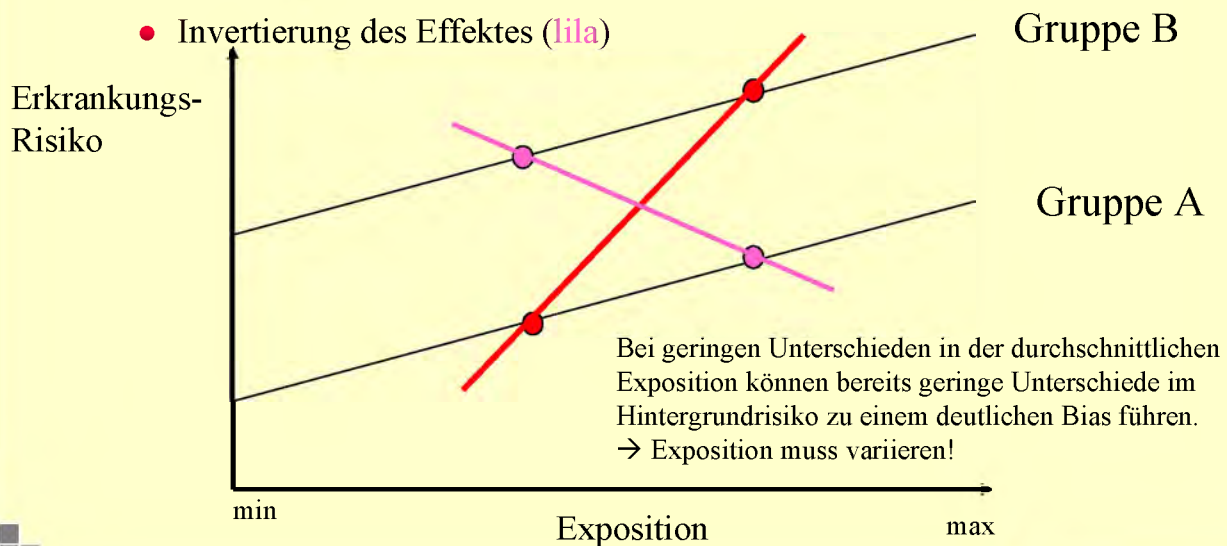 • Invertierung des Effektes (lila)
Gruppe B
Erkrankungs-
Risiko
Gruppe A
Bei geringen Unterschieden in der durchschnittlichen
Exposition können bereits geringe Unterschiede im
Hintergrundrisiko zu einem deutlichen Bias führen.
→ Exposition muss variieren!
min
Exposition
max